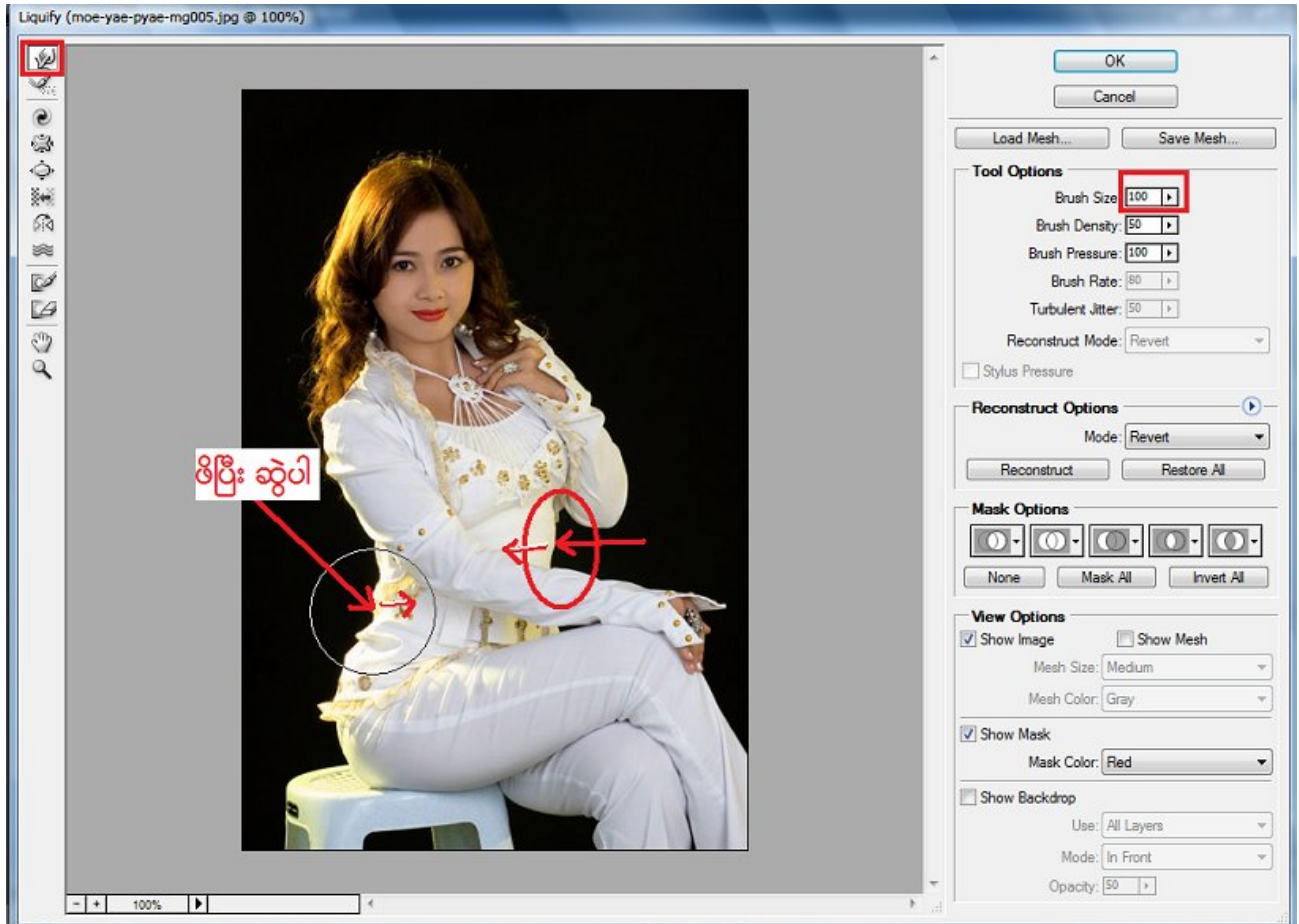 Liquify (moe-yae-pyae-mg005.jpg @ 100%)
OK
Cancel
Load Mesh...
Save Mesh...
Tool Options
Brush Size: 100
Brush Density: 50
Brush Pressure: 100
Brush Rate: 80
Turbulent Jitter: 50
Reconstruct Mode: Revert
Stylus Pressure
Reconstruct Options
Mode: Revert
Reconstruct
Restore All
Mask Options
None
Mask All
Invert All
View Options
Show Image
Show Mesh
Mesh Size: Medium
Mesh Color: Gray
Show Mask
Mask Color: Red
Show Backdrop
Use: All Layers
Mode: In Front
Opacity: 50
ဖိပြီး ဆွဲပါ
100%